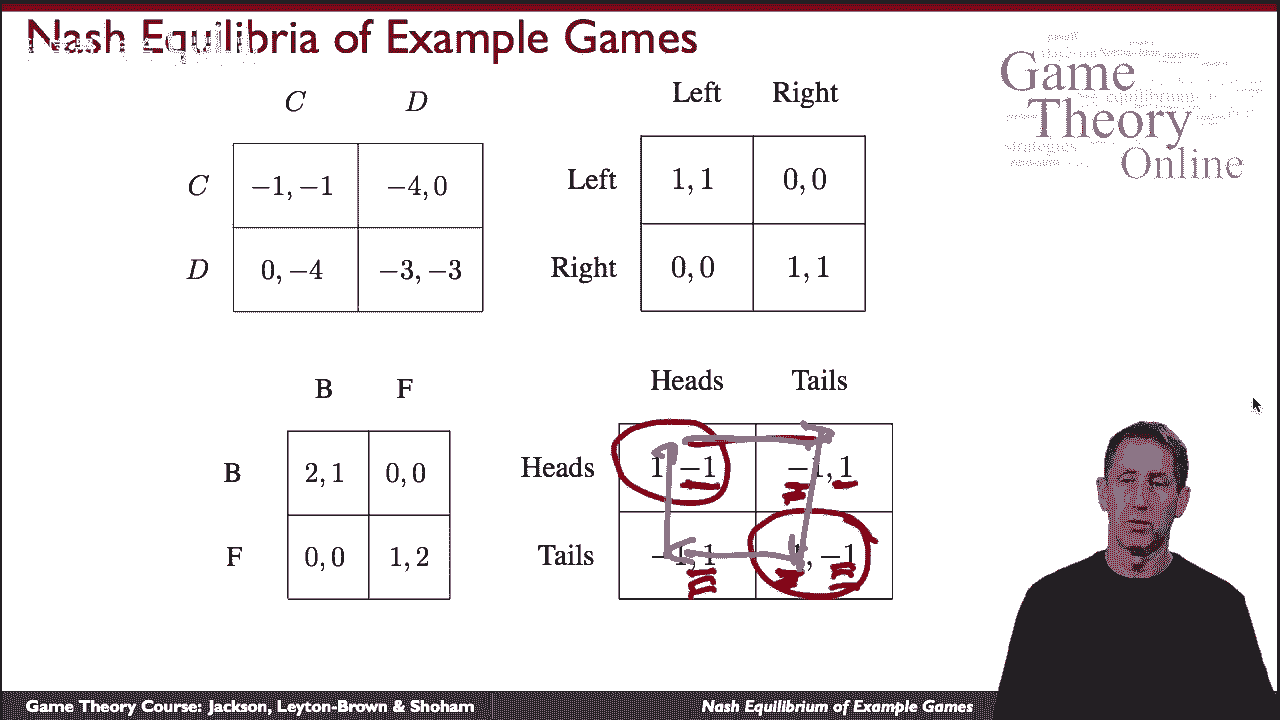 Nash Equilibria of Example Games
Game
Theory
Online
C D
C −1, −1 −4, 0
D 0, −4 −3, −3
Left Right
Left 1, 1 0, 0
Right 0, 0 1, 1
B F
B 2, 1 0, 0
F 0, 0 1, 2
Heads Tails
Heads 1 −1 −1, 1
Tails −1, 1 1, −1
Game Theory Course: Jackson, Leyton-Brown & Shoham
Nash Equilibrium of Example Games